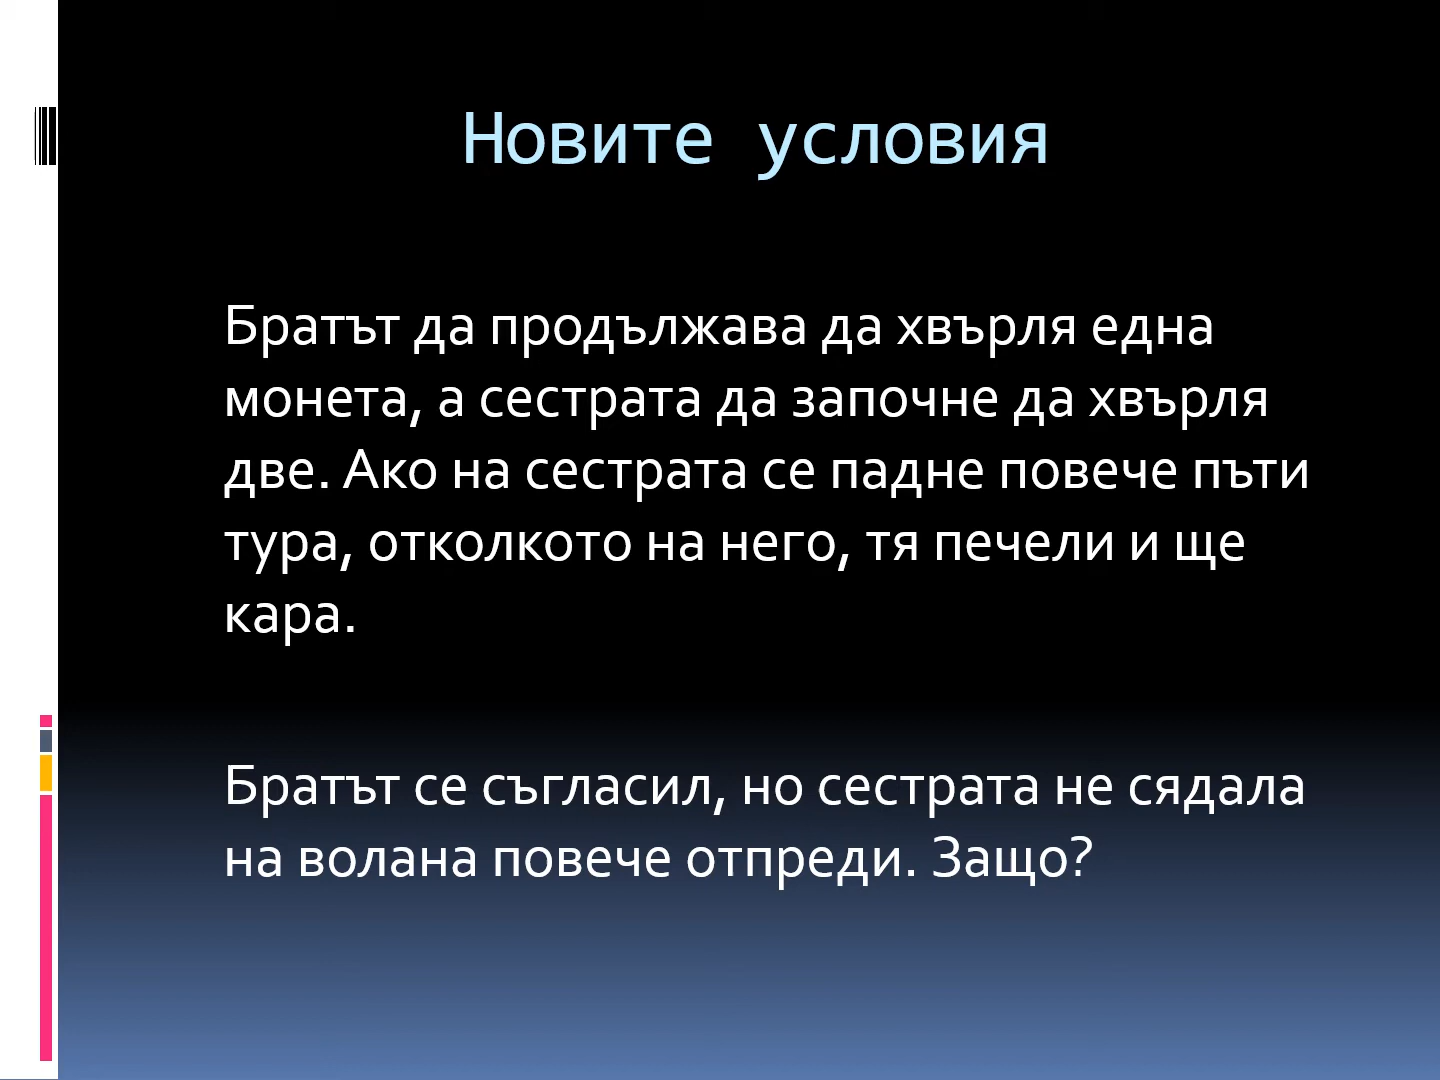 Новите условия
Братът да продължава да хвърля една
монета, а сестрата да започне да хвърля
две. Ако на сестрата се падне повече пъти
тура, отколкото на него, тя печели и ще
кара.
Братът се съгласил, но сестрата не сядала
на волана повече отпреди. Защо?